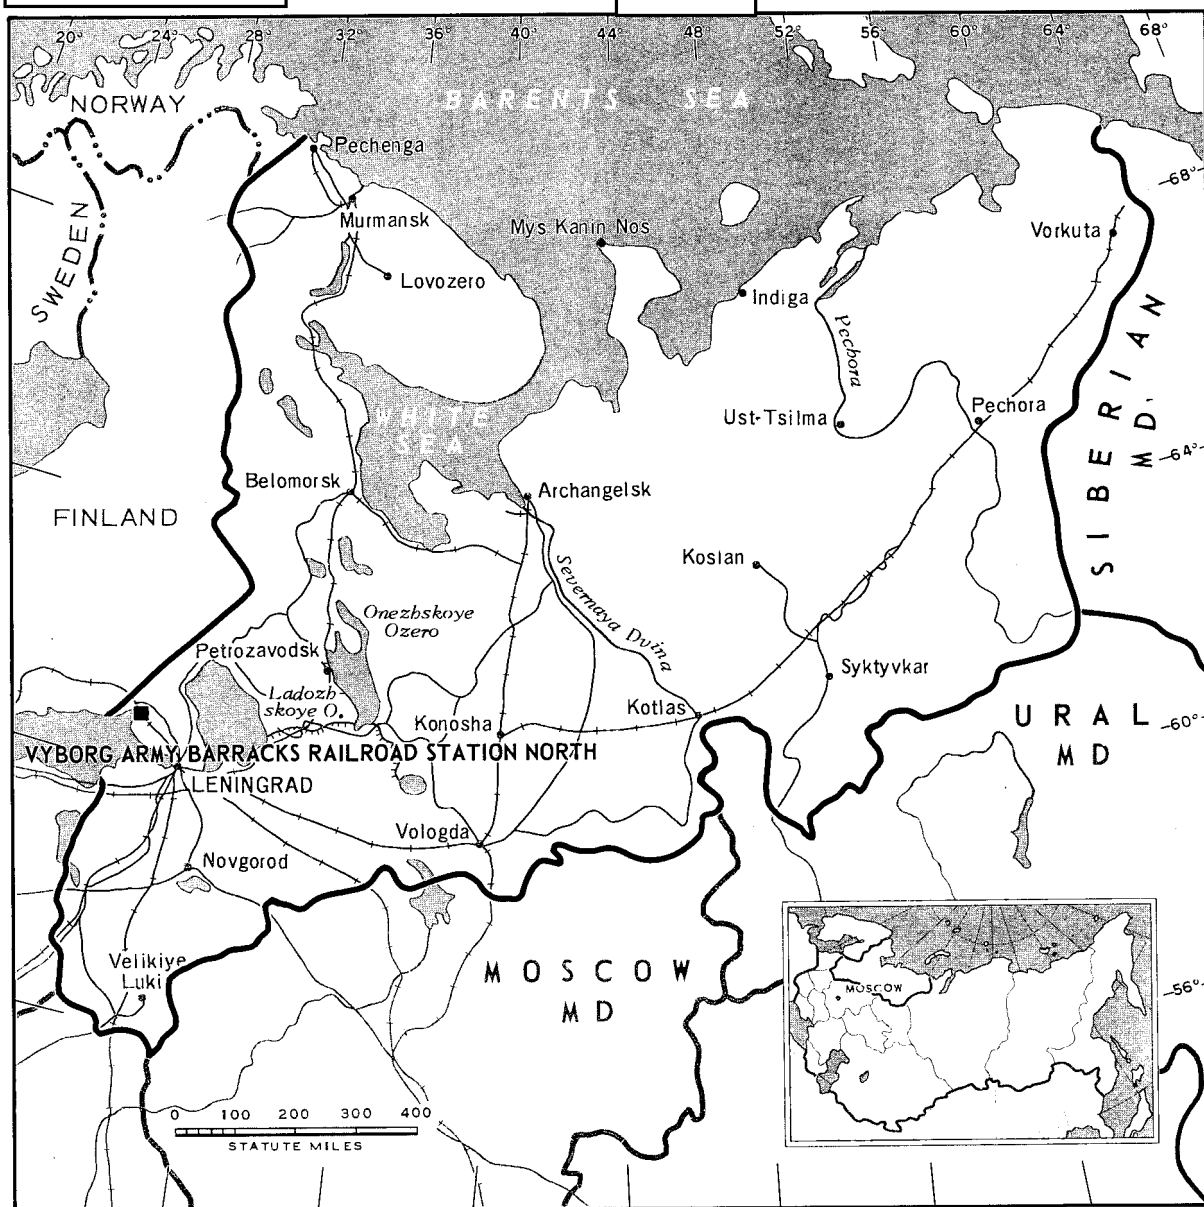 20° 24° 28° 32° 36° 40° 44° 48° 52° 56° 60° 64° 68°
BARENTS SEA
NORWAY
Pechenga
68°
Murmansk
Mys Kanin Nos
Vorkuta
SWEDEN
Lovozero
Indiga
Pechora
SIBERIAN
MD
WHITE
SEA
Ust-Tsilma
Pechora
64°
Belomorsk
Archangelsk
FINLAND
Koslan
Severnaya Dvina
Onezhskoye
Ozero
Petrozavodsk
Syktyvkar
Ladozh-
skoye O.
Kotlas
Konosha
URAL
MD
60°
VYBORG ARMY BARRACKS RAILROAD STATION NORTH
LENINGRAD
Vologda
Novgorod
Velikiye
Luki
MOSCOW
MD
MOSCOW
56°
0 100 200 300 400
STATUTE MILES